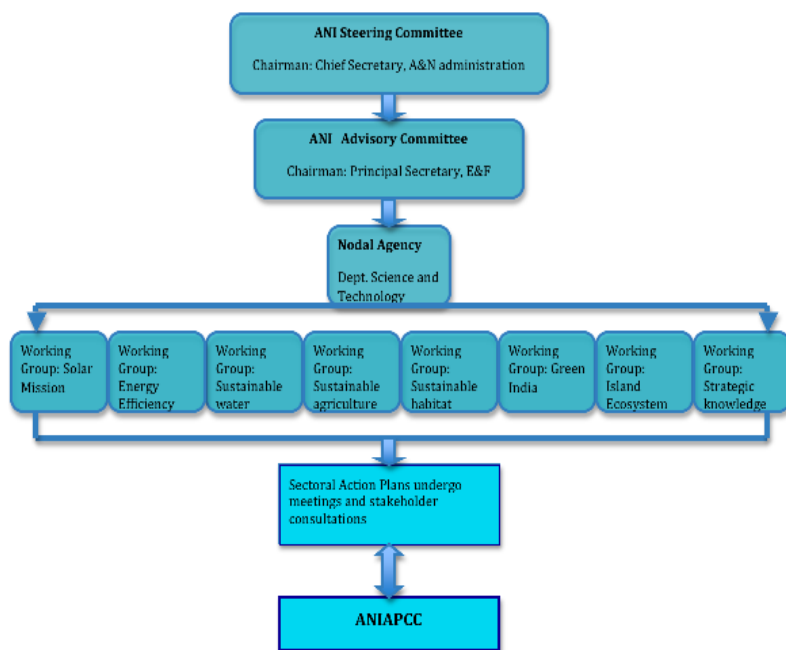 ANI Steering Committee
Chairman: Chief Secretary, A&N administration
ANI Advisory Committee
Chairman: Principal Secretary, E&F
Nodal Agency
Dept. Science and
Technology
Working
Group: Solar
Mission
Working
Group:
Energy
Efficiency
Working
Group:
Sustainable
water
Working
Group:
Sustainable
agriculture
Working
Group:
Sustainable
habitat
Working
Group: Green
India
Working
Group:
Island
Ecosystem
Working
Group:
Strategic
knowledge
Sectoral Action Plans undergo
meetings and stakeholder
consultations
ANIAPCC